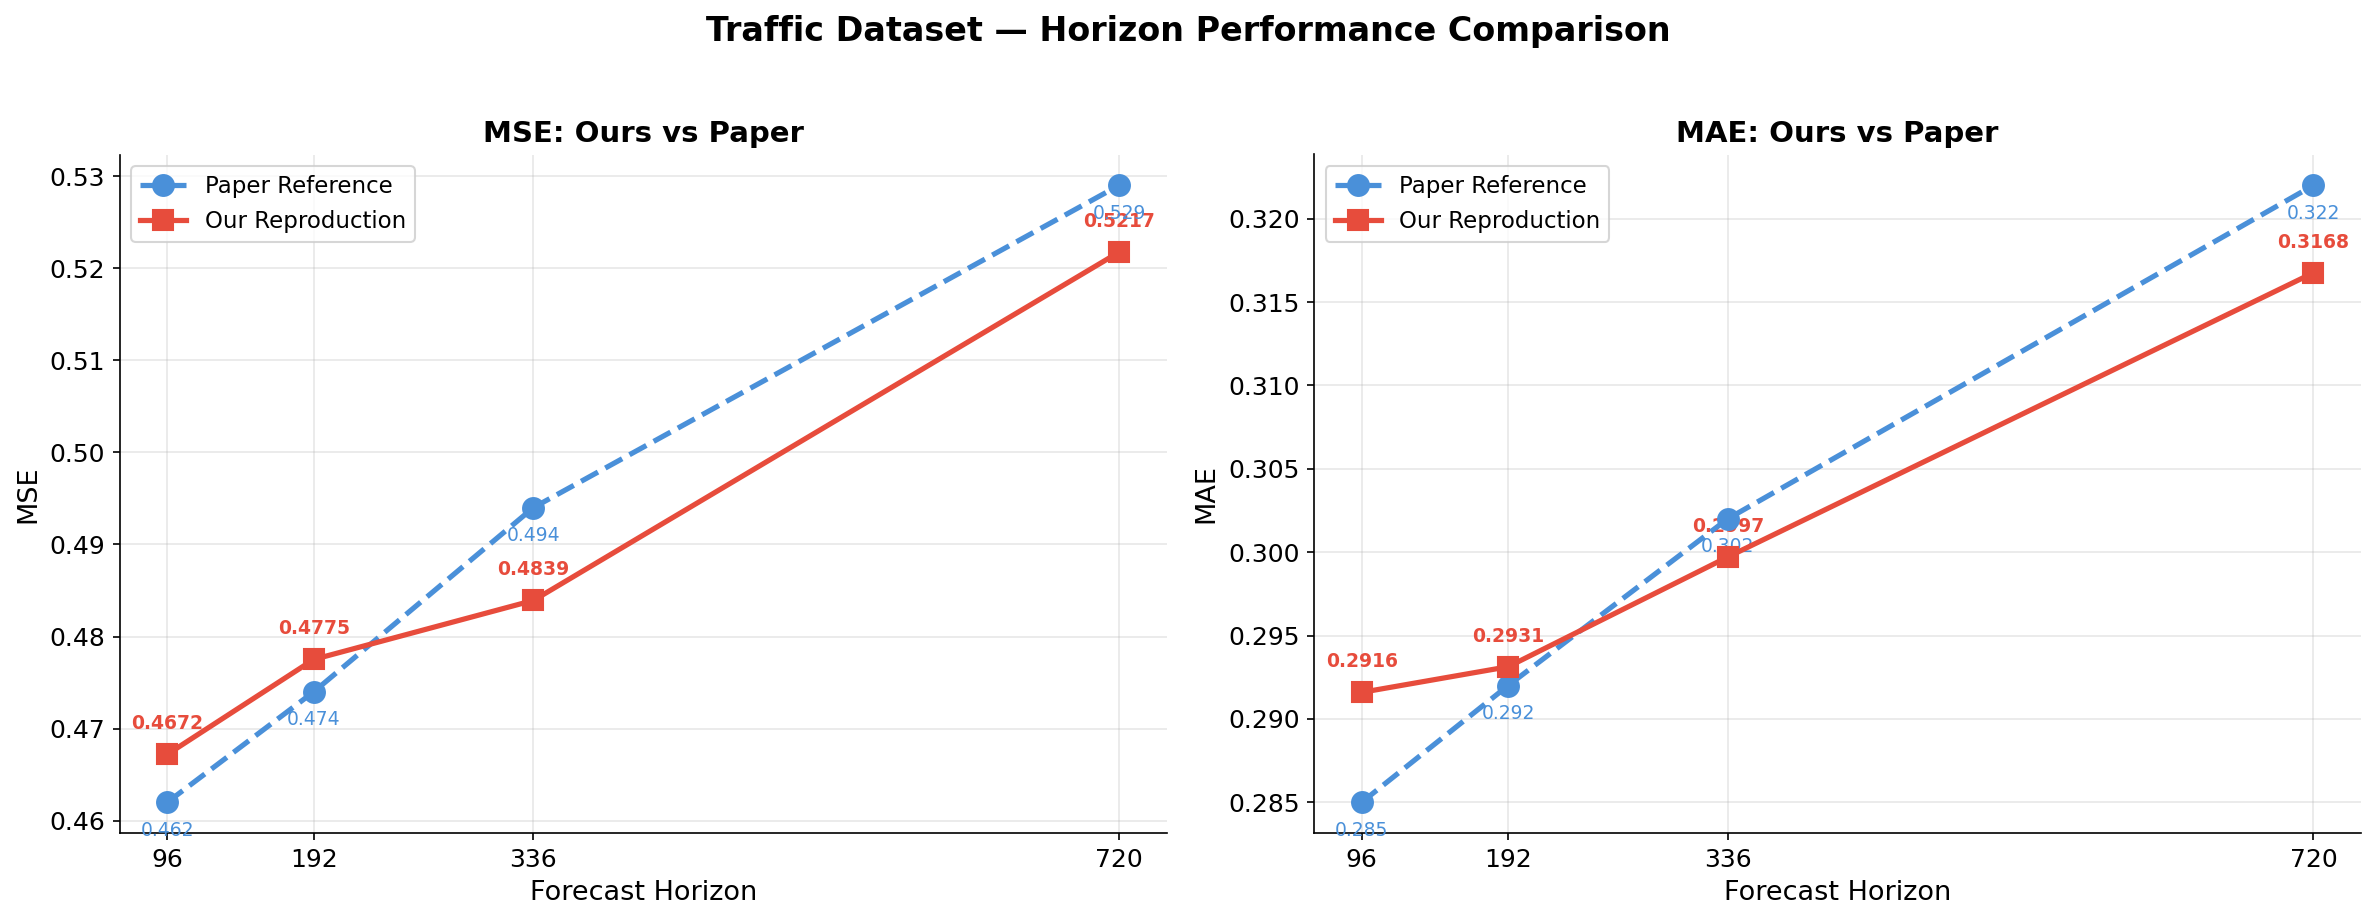 Traffic Dataset — Horizon Performance Comparison
MSE: Ours vs Paper
Paper Reference
Our Reproduction
0.53
0.52
0.51
0.50
0.49
0.48
0.47
0.46
MSE
0.529
0.5217
0.494
0.4839
0.4775
0.474
0.4672
0.462
96 192 336 720
Forecast Horizon
MAE: Ours vs Paper
Paper Reference
Our Reproduction
0.320
0.315
0.310
0.305
0.300
0.295
0.290
0.285
MAE
0.322
0.3168
0.302
0.2931
0.2916
0.292
0.285
96 192 336 720
Forecast Horizon